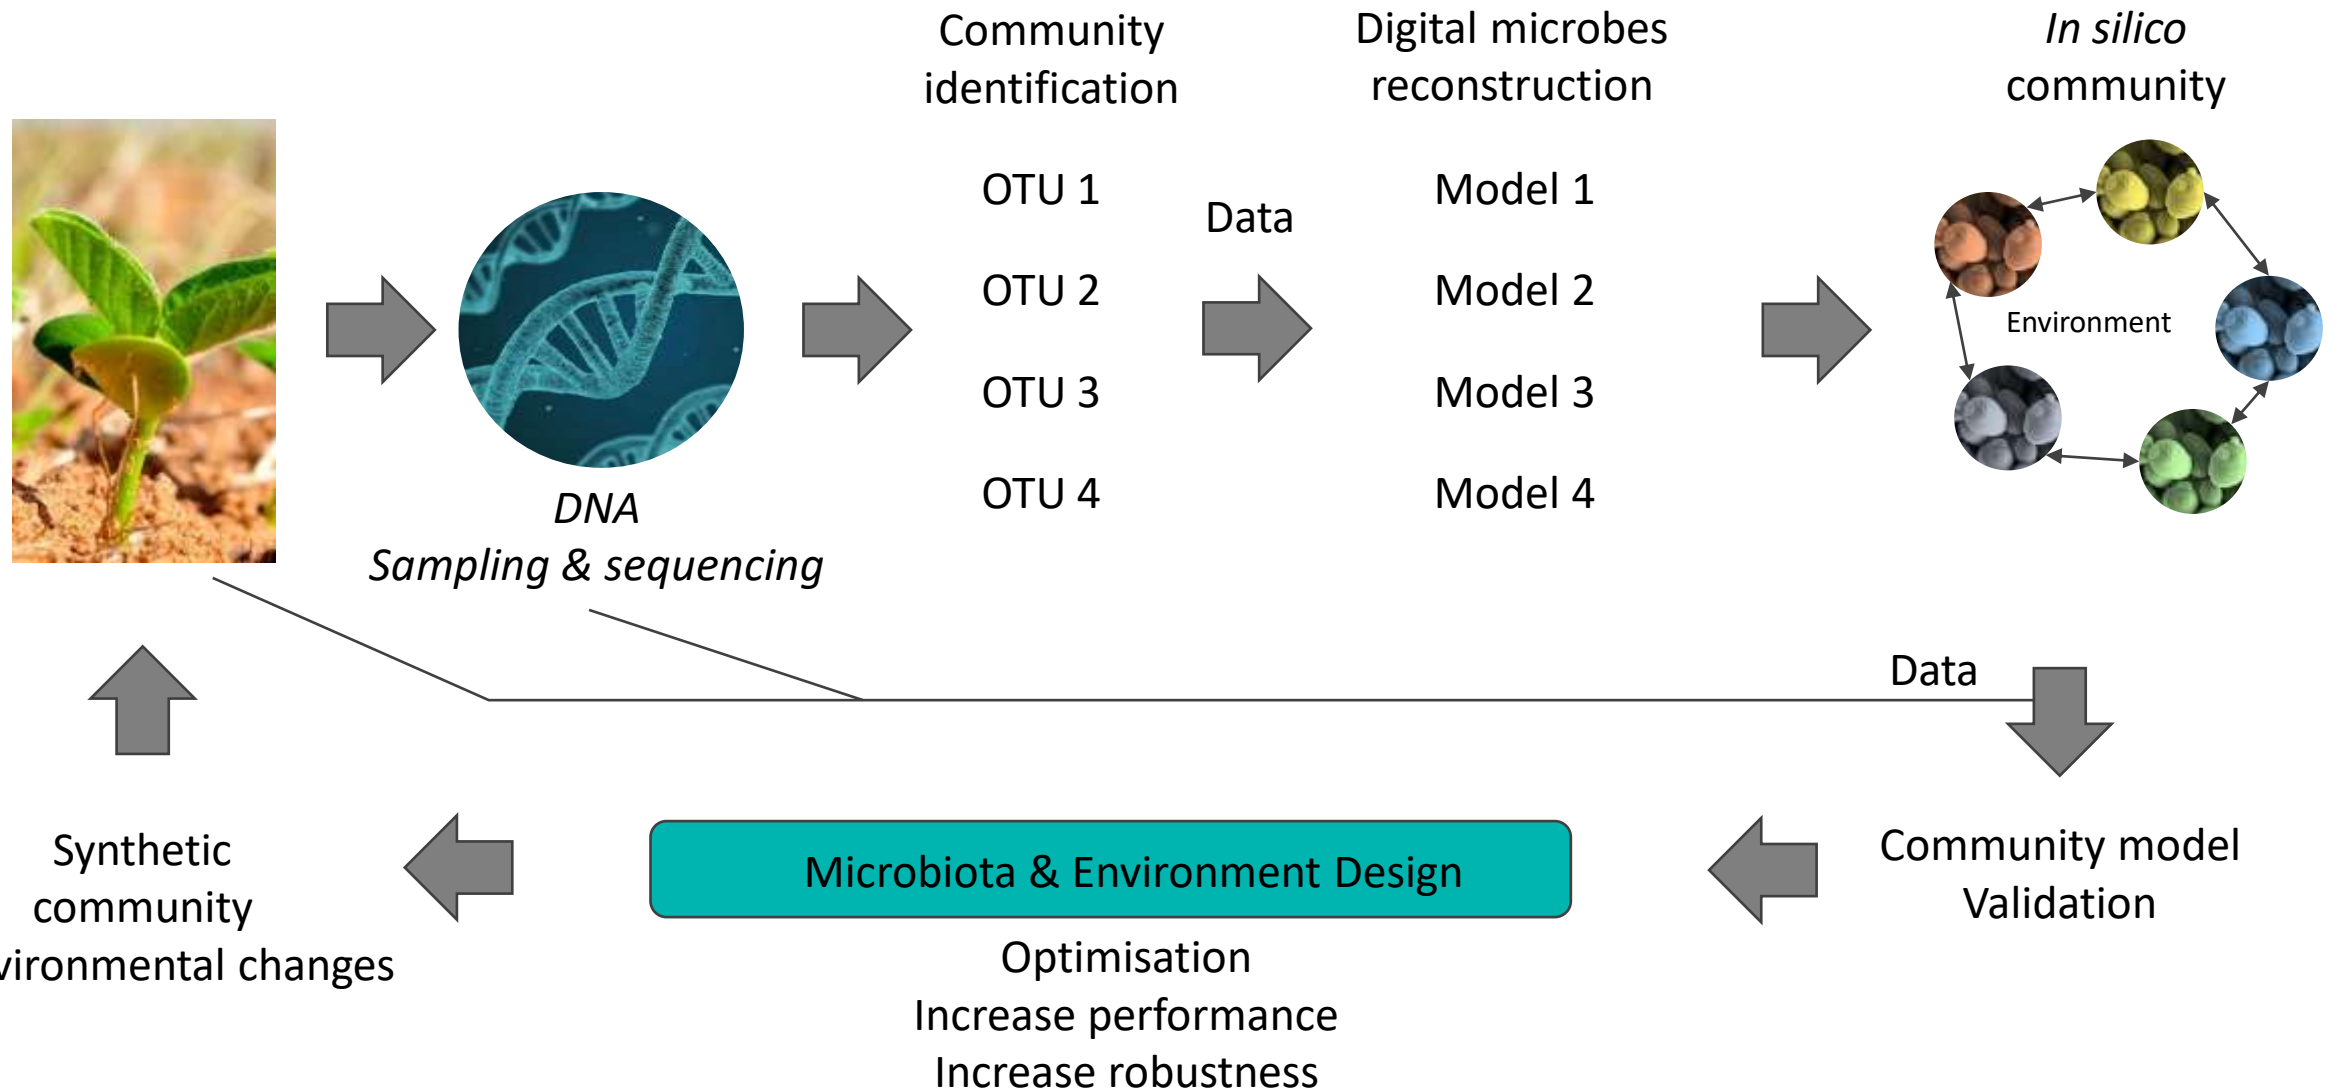 Community
identification
Digital microbes
reconstruction
In silico
community
OTU 1
Data
Model 1
OTU 2
Model 2
Environment
OTU 3
Model 3
OTU 4
Model 4
DNA
Sampling & sequencing
Data
Synthetic
community
vironmental changes
Microbiota & Environment Design
Optimisation
Increase performance
Increase robustness
Community model
Validation